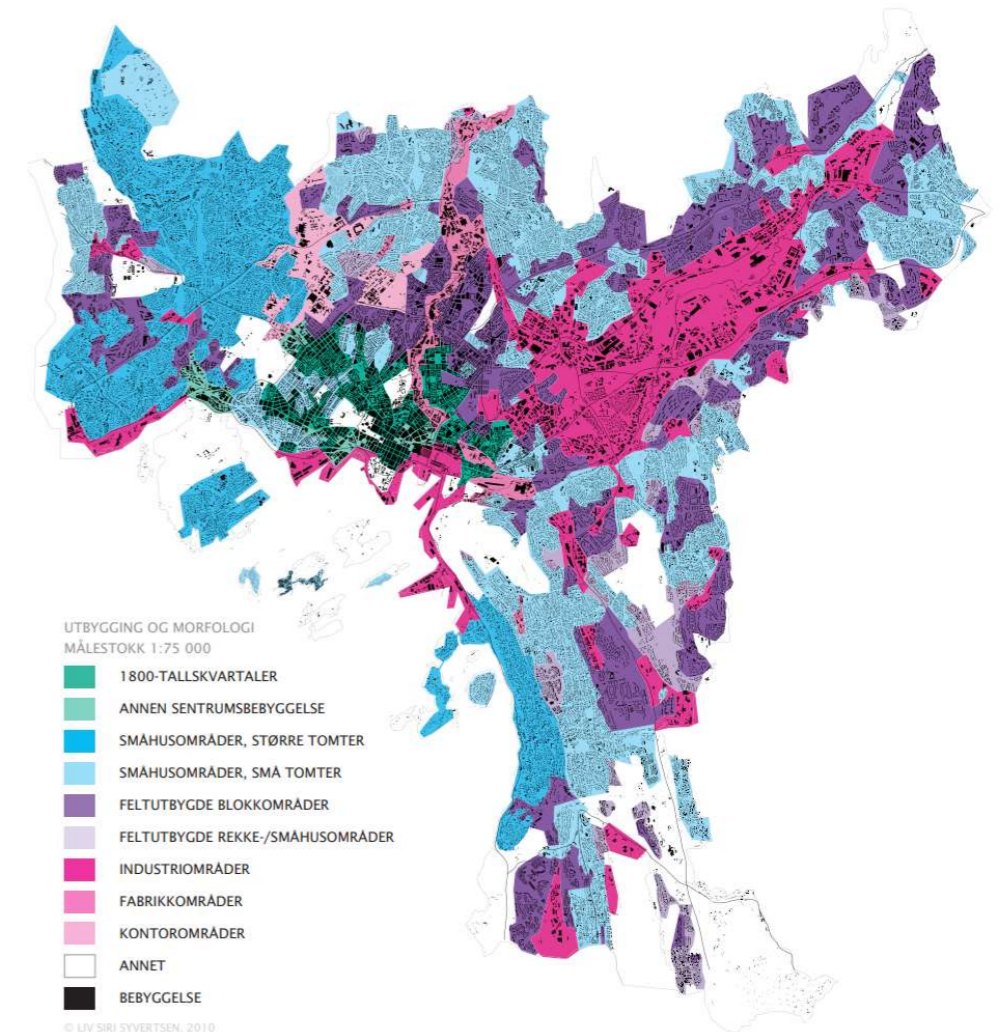 UTBYGGING OG MORFOLOGI
MÅLESTOKK 1:75 000
1800-TALLSKVARTALER
ANNEN SENTRUMSBEBYGGELSE
SMÅHUSOMRÅDER, STØRRE TOMTER
SMÅHUSOMRÅDER, SMÅ TOMTER
FELTUTBYGDE BLOKKOMRÅDER
FELTUTBYGDE REKKE-/SMÅHUSOMRÅDER
INDUSTRIOMRÅDER
FABRIKKOMRÅDER
KONTOROMRÅDER
ANNET
BEBYGGELSE
© LIV SIRI SYVERTSEN, 2010